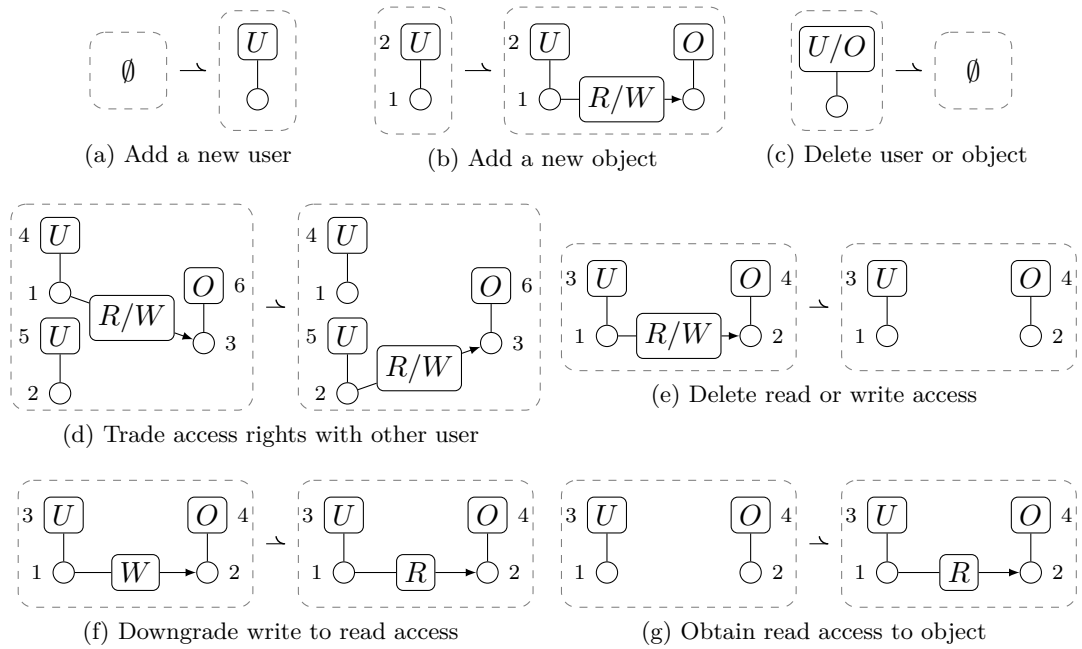 ∅ ⇀ U
2 U 1 ⇀ 2 U O 1 R/W
U/O ⇀ ∅
(a) Add a new user
(b) Add a new object
(c) Delete user or object
4 U 1 R/W O 6 3 5 U 2 ⇀ 4 U 1 O 6 3 5 U 2 R/W
(d) Trade access rights with other user
3 U O 4 1 R/W 2 ⇀ 3 U O 4 1 2
(e) Delete read or write access
3 U O 4 1 W 2 ⇀ 3 U O 4 1 R 2
(f) Downgrade write to read access
3 U O 4 1 2 ⇀ 3 U O 4 1 R 2
(g) Obtain read access to object